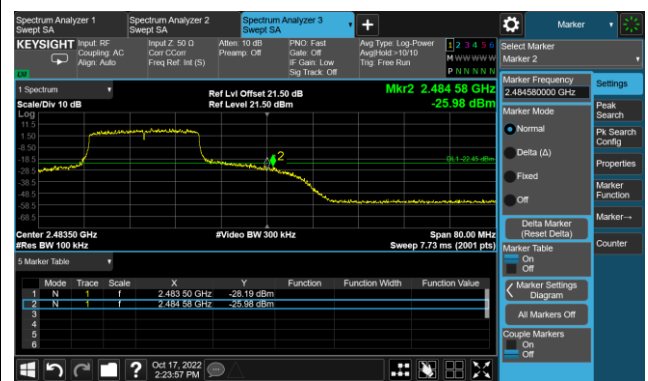 Spectrum Analyzer 1
Swept SA
Spectrum Analyzer 2
Swept SA
Spectrum Analyzer 3
Swept SA
Marker
KEYSIGHT
Input: RF
Coupling: AC
Align: Auto
Input Z: 50 Ω
Corr CCorr
Freq Ref: Int (S)
Atten: 10 dB
Preamp: Off
PNO: Fast
Gate: Off
IF Gain: Low
Sig Track: Off
Avg Type: Log-Power
Avg|Hold:>10/10
Trig: Free Run
1 2 3 4 5 6
M W W W W W
P N N N N N
Select Marker
Marker 2
1 Spectrum
Scale/Div 10 dB
Log
Ref Lvl Offset 21.50 dB
Ref Level 21.50 dBm
Mkr2 2.484 58 GHz
-25.98 dBm
11.5
1.50
-8.50
-18.5
-28.5
-38.5
-48.5
-58.5
-68.5
2
DL1 -22.45 dBm
Center 2.48350 GHz
#Res BW 100 kHz
#Video BW 300 kHz
Span 80.00 MHz
Sweep 7.73 ms (2001 pts)
5 Marker Table
Mode Trace Scale X Y Function Function Width Function Value
1 N 1 f 2.483 50 GHz -28.19 dBm
2 N 1 f 2.484 58 GHz -25.98 dBm
3
4
5
6
Marker Frequency
2.484580000 GHz
Marker Mode
Normal
Delta (Δ)
Fixed
Off
Delta Marker
(Reset Delta)
Marker Table
On
Off
Marker Settings
Diagram
All Markers Off
Couple Markers
On
Off
Settings
Peak
Search
Pk Search
Config
Properties
Marker
Function
Marker→
Counter
?
Oct 17, 2022
2:23:57 PM